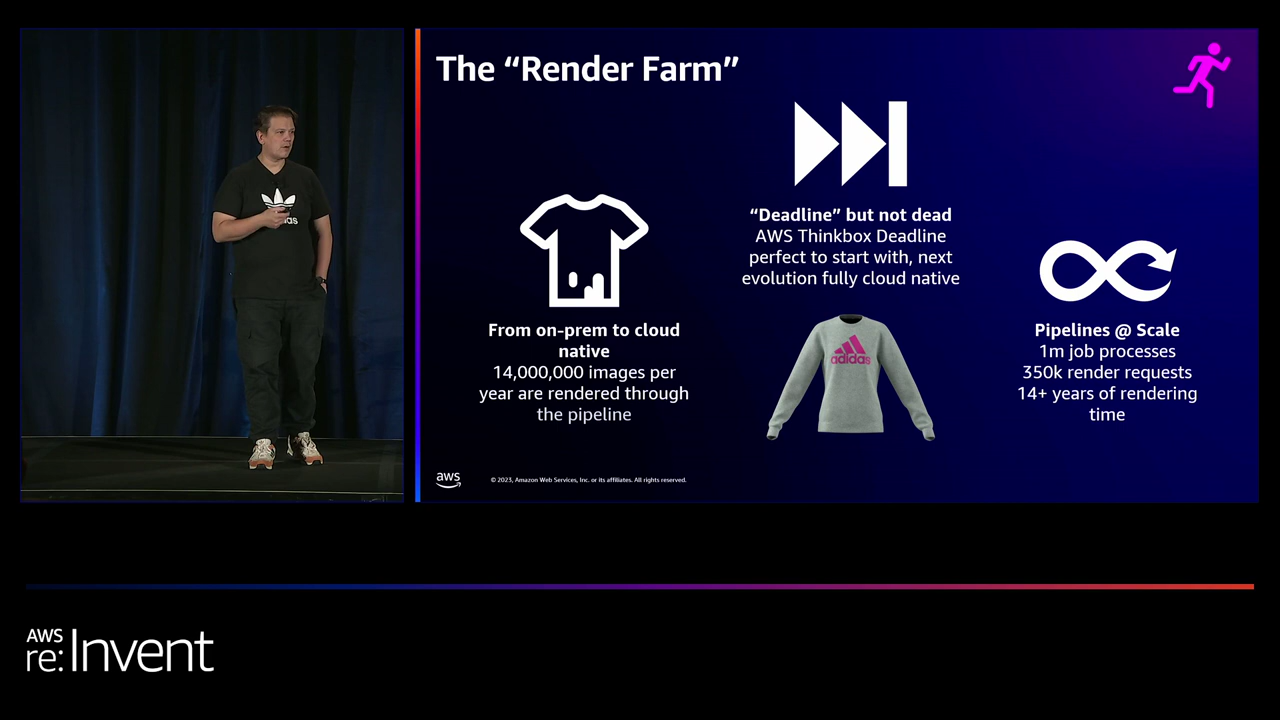 The “Render Farm”
“Deadline” but not dead
AWS Thinkbox Deadline
perfect to start with, next
evolution fully cloud native
From on-prem to cloud
native
14,000,000 images per
year are rendered through
the pipeline
adidas
Pipelines @ Scale
1m job processes
350k render requests
14+ years of rendering
time
aws
© 2023, Amazon Web Services, Inc. or its affiliates. All rights reserved.
AWS
re:Invent